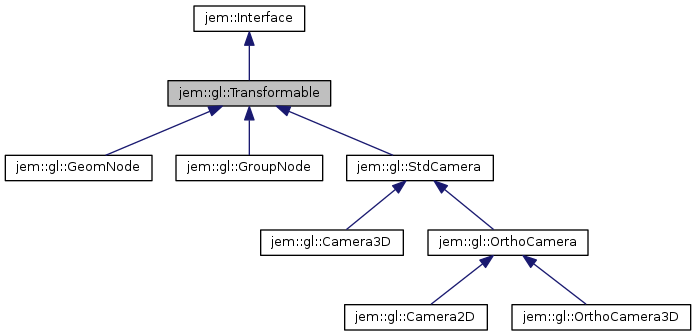 jem::Interface
jem::gl::Transformable
jem::gl::GeomNode
jem::gl::GroupNode
jem::gl::StdCamera
jem::gl::Camera3D
jem::gl::OrthoCamera
jem::gl::Camera2D
jem::gl::OrthoCamera3D